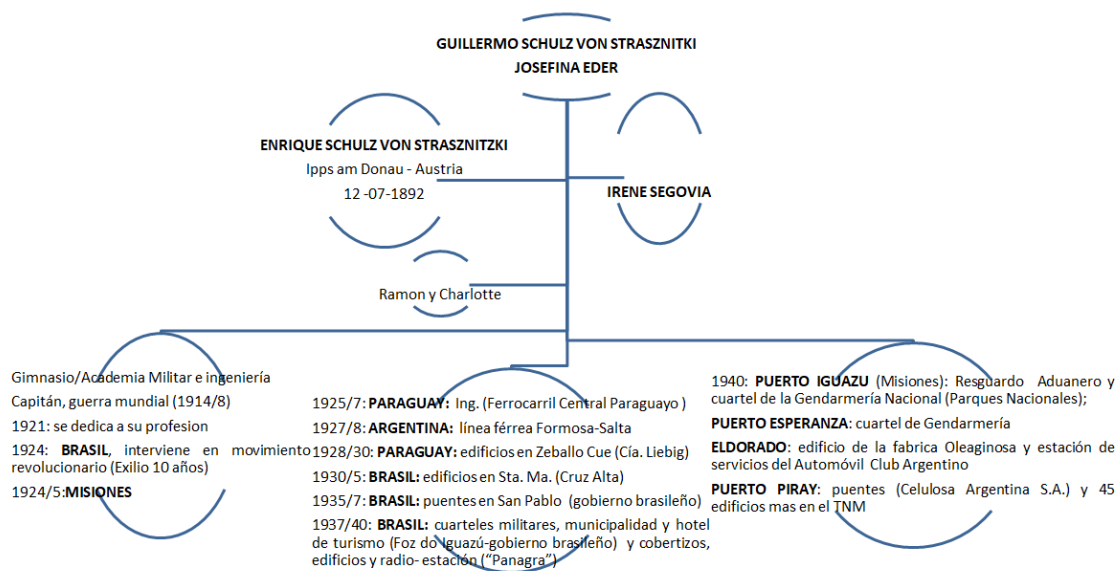 GUILLERMO SCHULZ VON STRASZNITKI
JOSEFINA EDER
ENRIQUE SCHULZ VON STRASZNITZKI
Ipps am Donau - Austria
12 -07-1892
IRENE SEGOVIA
Ramon y Charlotte
Gimnasio/Academia Militar e ingeniería
Capitán, guerra mundial (1914/8)
1921: se dedica a su profesion
1924: BRASIL, interviene en movimiento
revolucionario (Exilio 10 años)
1924/5:MISIONES
1925/7: PARAGUAY: Ing. (Ferrocarril Central Paraguayo )
1927/8: ARGENTINA: línea férrea Formosa-Salta
1928/30: PARAGUAY: edificios en Zeballo Cue (Cía. Liebig)
1930/5: BRASIL: edificios en Sta. Ma. (Cruz Alta)
1935/7: BRASIL: puentes en San Pablo (gobierno brasileño)
1937/40: BRASIL: cuarteles militares, municipalidad y hotel
de turismo (Foz do Iguazú-gobierno brasileño) y cobertizos,
edificios y radio- estación ("Panagra")
1940: PUERTO IGUAZU (Misiones): Resguardo Aduanero y
cuartel de la Gendarmería Nacional (Parques Nacionales);
PUERTO ESPERANZA: cuartel de Gendarmería
ELDORADO: edificio de la fabrica Oleaginosa y estación de
servicios del Automóvil Club Argentino
PUERTO PIRAY: puentes (Celulosa Argentina S.A.) y 45
edificios mas en el TNM